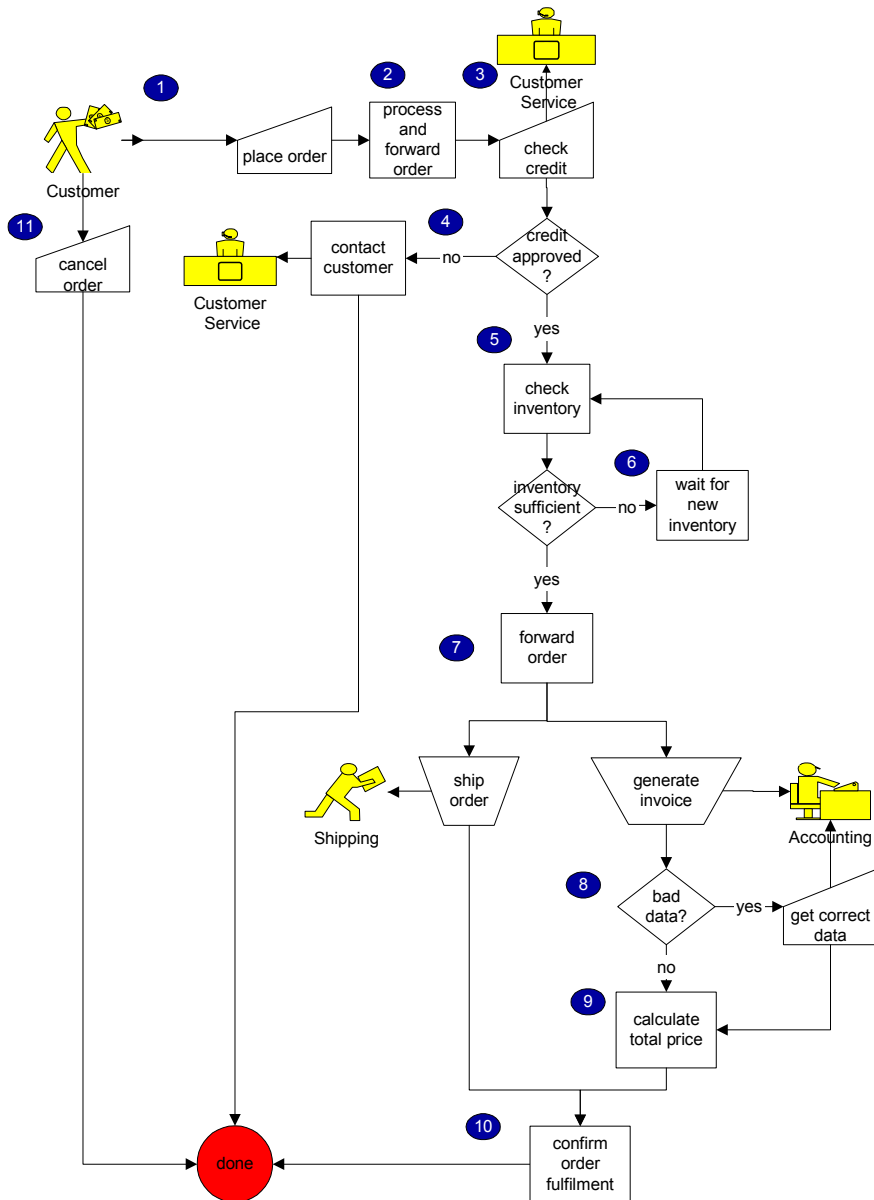 1
2
3
Customer
Service
place order
process
and
forward
order
check
credit
Customer
11
cancel
order
Customer
Service
contact
customer
4
no
credit
approved
?
yes
5
check
inventory
6
inventory
sufficient
?
no
wait for
new
inventory
yes
7
forward
order
ship
order
Shipping
generate
invoice
Accounting
8
bad
data?
yes
get correct
data
no
9
calculate
total price
10
confirm
order
fulfilment
done